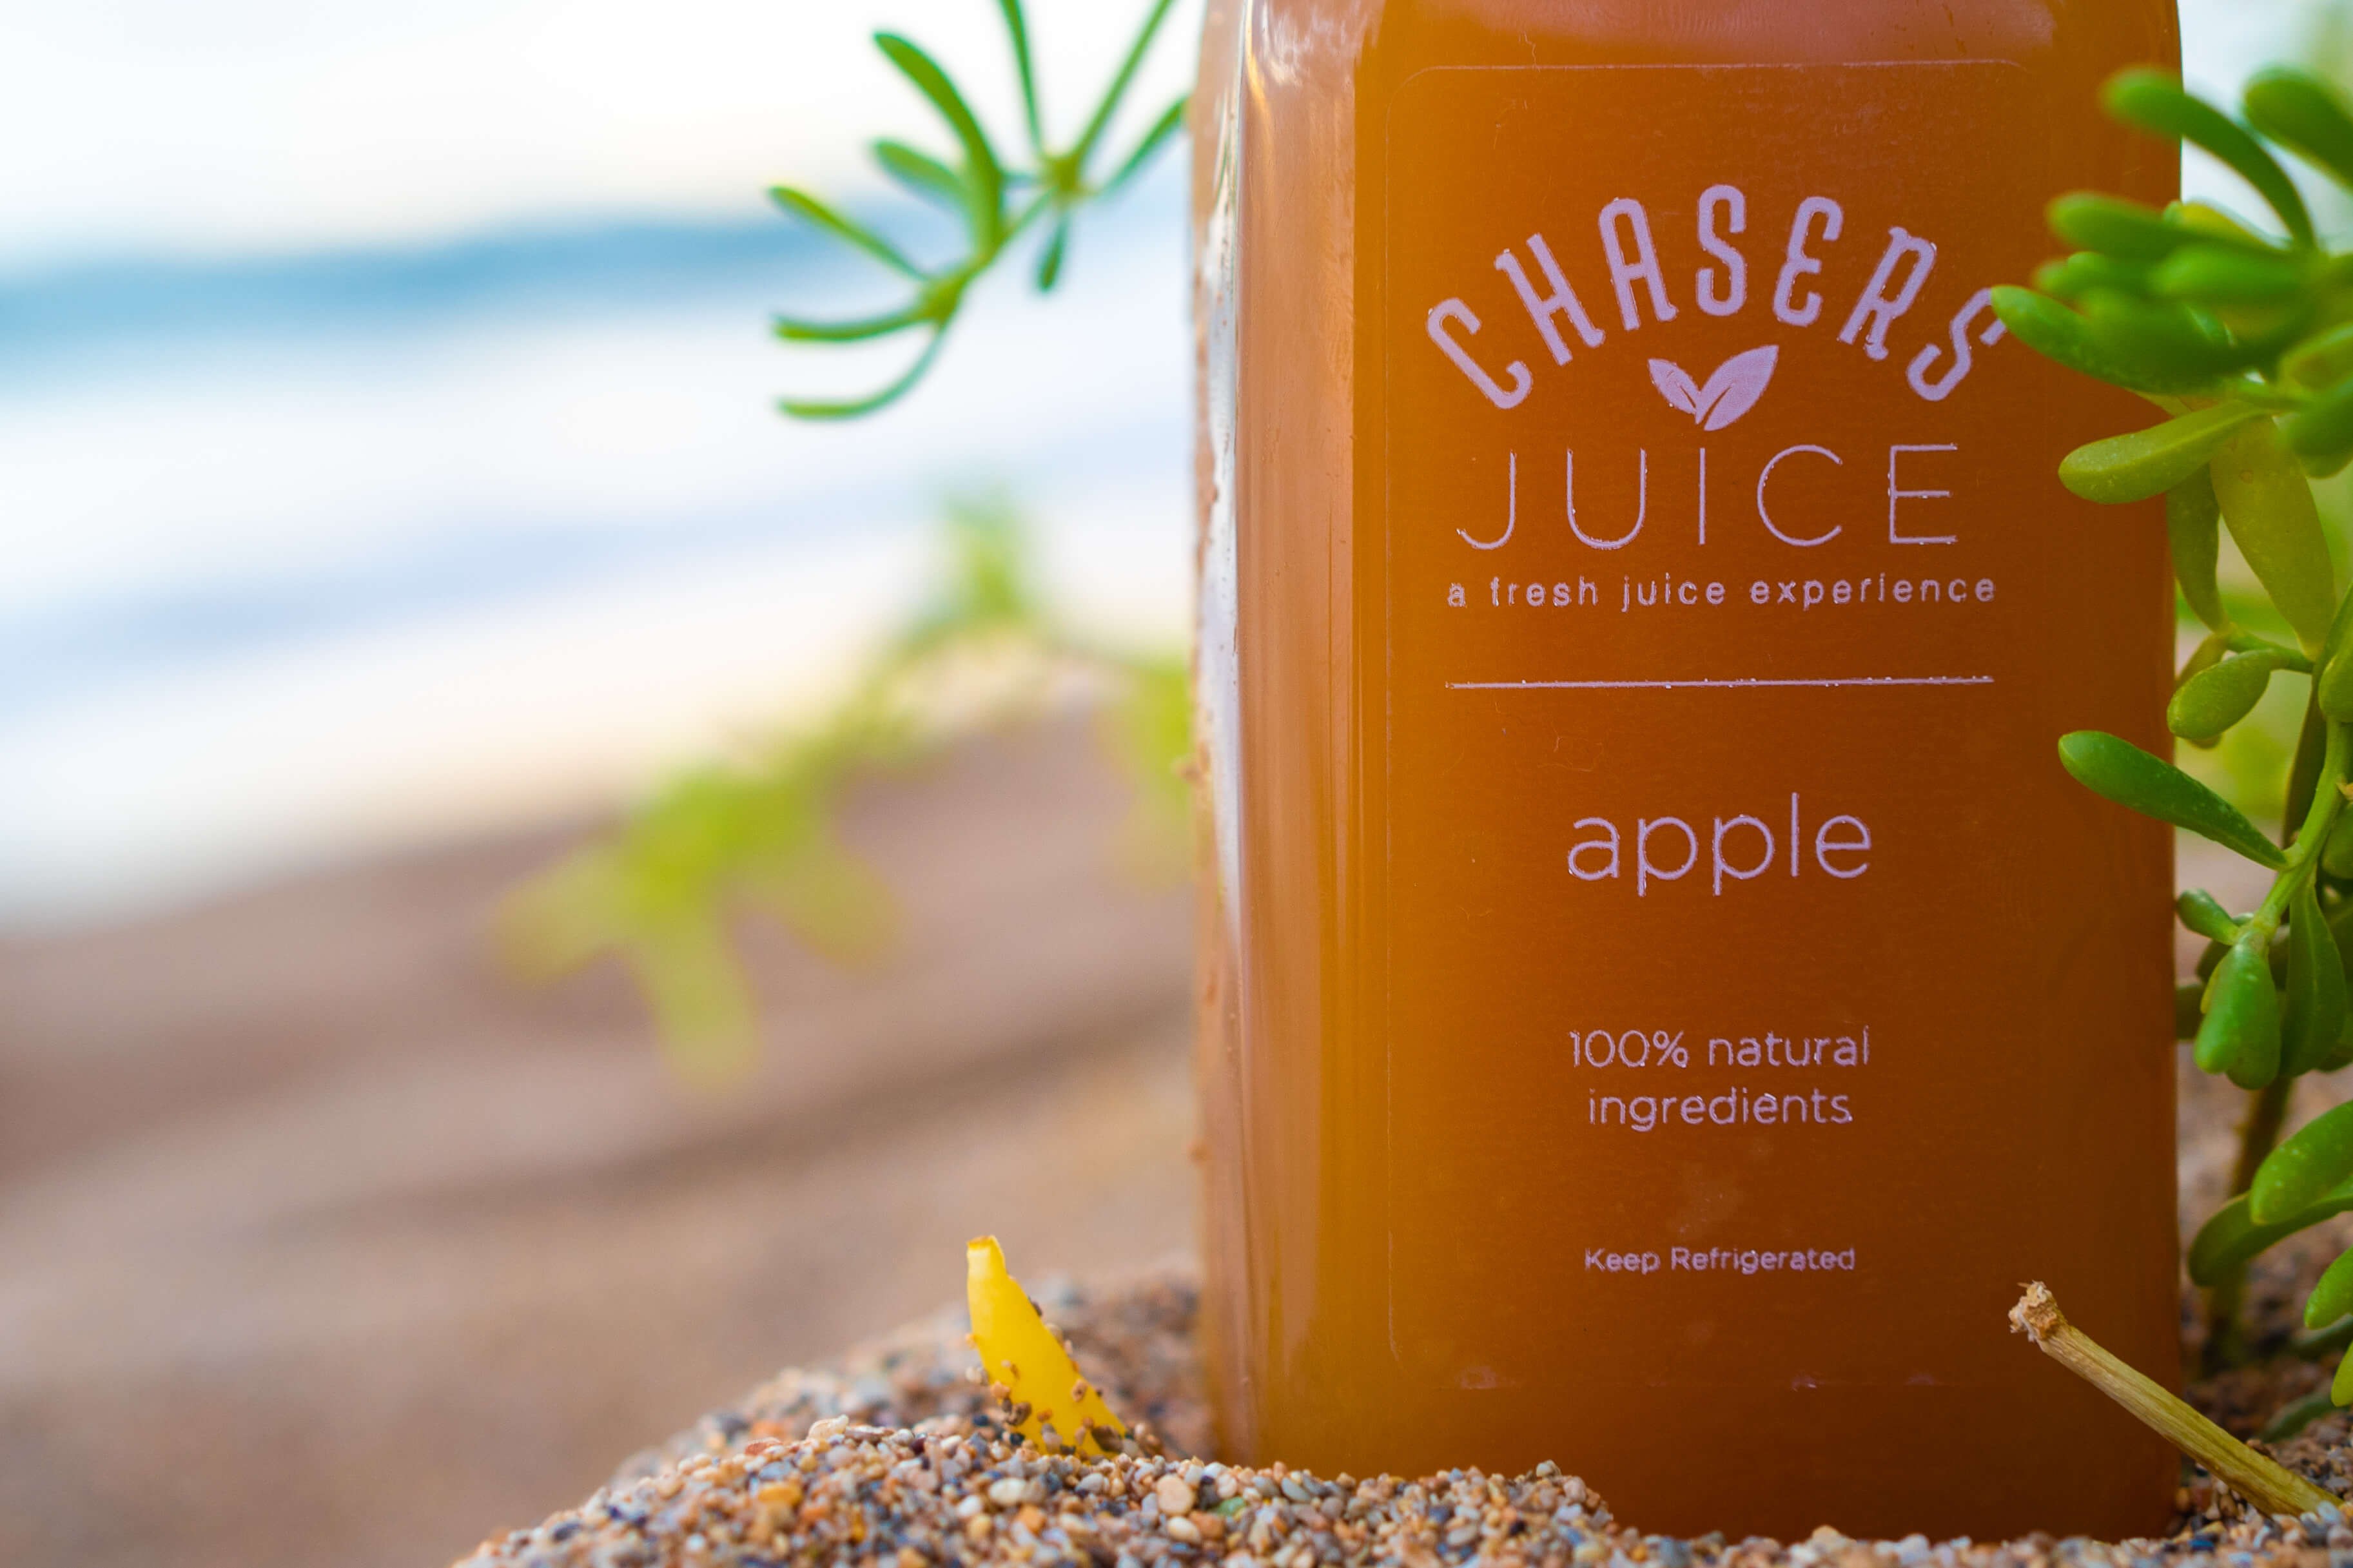 CHASERS
JUICE
a fresh juice experience
apple
100% natural
ingredients
Keep Refrigerated